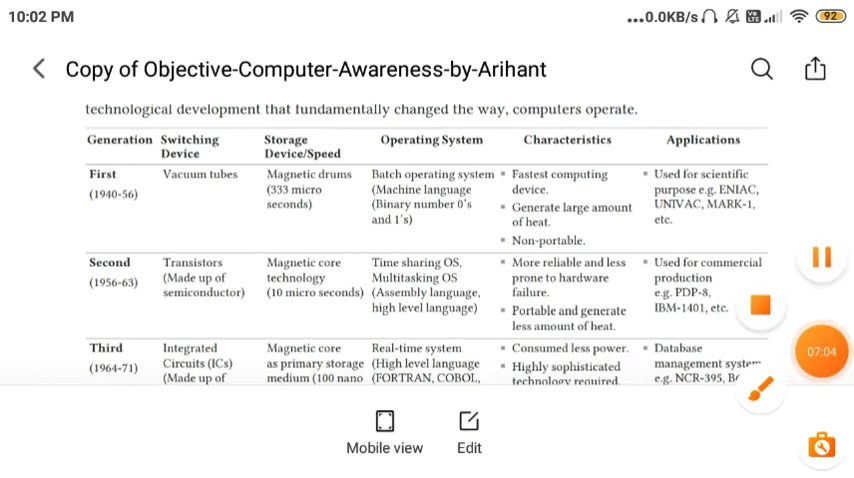 10:02 PM
...0.0KB/s
Vo LTE
92
Copy of Objective-Computer-Awareness-by-Arihant
technological development that fundamentally changed the way, computers operate.
Generation Switching Device Storage Device/Speed Operating System Characteristics Applications
First (1940-56)
Vacuum tubes
Magnetic drums
(333 micro
seconds)
Batch operating system
(Machine language
(Binary number 0's
and 1's)
Fastest computing
device.
Generate large amount
of heat.
Non-portable.
Used for scientific
purpose e.g. ENIAC,
UNIVAC, MARK-1,
etc.
Second
(1956-63)
Transistors
(Made up of
semiconductor)
Magnetic core
technology
(10 micro seconds)
Time sharing OS,
Multitasking OS
(Assembly language,
high level language)
More reliable and less
prone to hardware
failure.
Portable and generate
less amount of heat.
Used for commercial
production
e.g. PDP-8,
IBM-1401, etc.
Third
(1964-71)
Integrated
Circuits (ICs)
(Made up of
Magnetic core
as primary storage
medium (100 nano
Real-time system
(High level language
(FORTRAN, COBOL,
Consumed less power.
Highly sophisticated
technology required.
Database
management system
e.g. NCR-395,
07:04
Mobile view
Edit